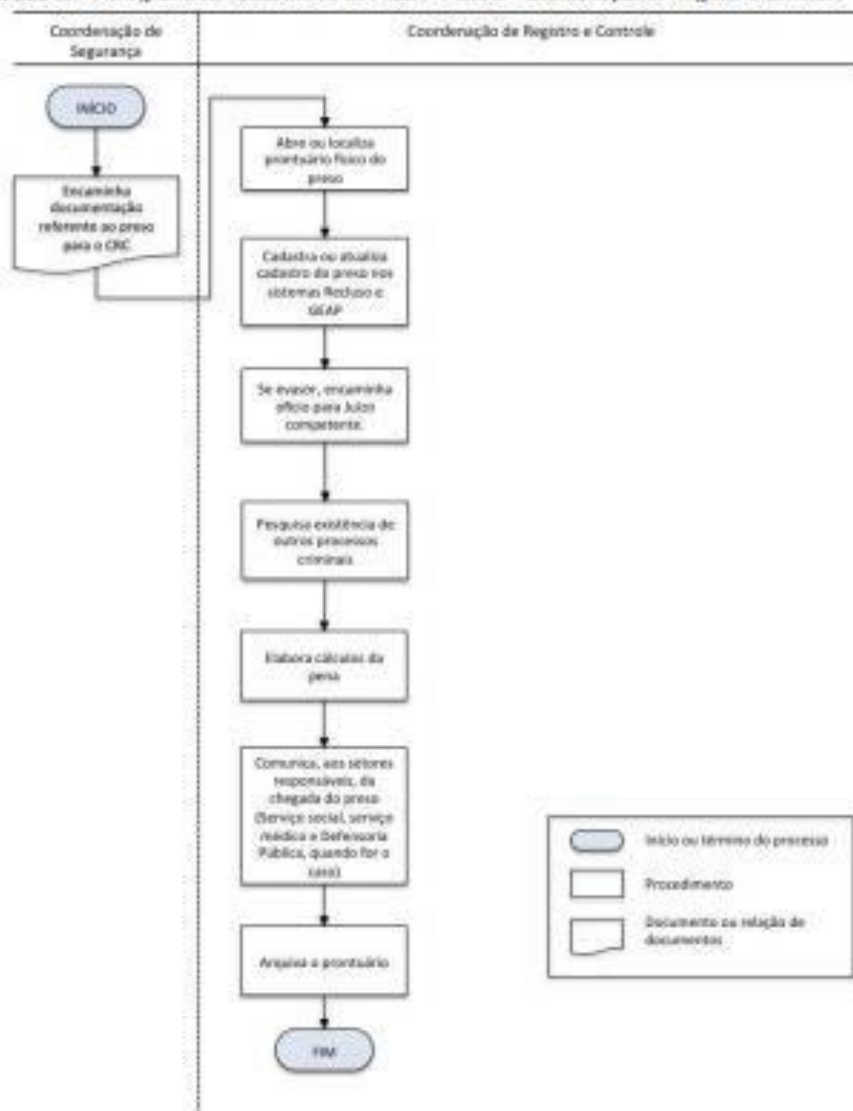 Coordenação de
Segurança
Coordenação de Registro e Controle
INÍCIO
Encaminha
documentação
referente ao preso
para o CRC
Abre ou localiza
prontuário físico do
preso
Cadastra ou atualiza
cadastro do preso nos
sistemas Recluso e
GEAP
Se evasor, encaminha
ofício para Juízo
competente.
Pesquisa existência de
outros processos
criminais
Elabora cálculos da
pena
Comunica, aos setores
responsáveis, da
chegada do preso
(Serviço social, serviço
médico e Defensoria
Pública, quando for o
caso)
Arquiva o prontuário
FIM
Início ou término do processo
Procedimento
Documento ou relação de
documentos